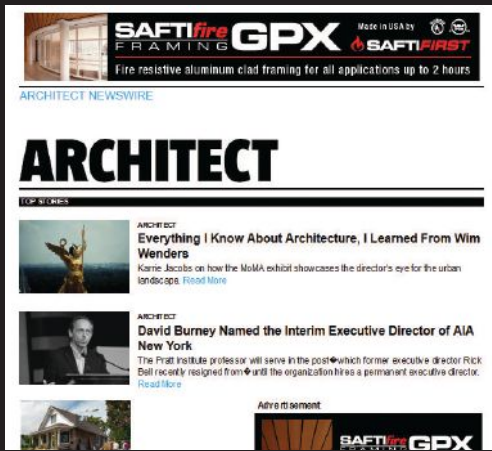 SAFTIfire GPX
FRAMING
Made in USA by
SAFTIFIRST
Fire resistive aluminum clad framing for all applications up to 2 hours
ARCHITECT NEWSWIRE
ARCHITECT
TOP STORIES
ARCHITECT
Everything I Know About Architecture, I Learned From Wim
Wenders
Karrie Jacobs on how the MoMA exhibit showcases the director's eye for the urban
landscape. Read More
ARCHITECT
David Burney Named the Interim Executive Director of AIA
New York
The Pratt Institute professor will serve in the post�which former executive director Rick
Bell recently resigned from�until the organization hires a permanent executive director.
Read More
Advertisement
SAFTIfire GPX
FRAMING